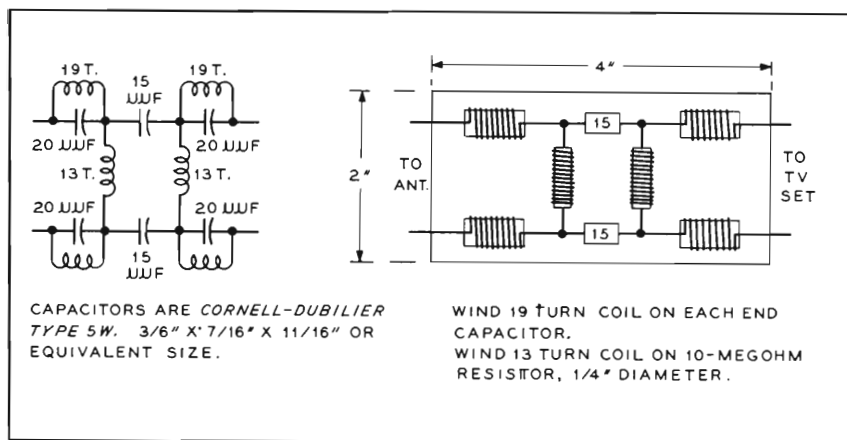 19 T.
15
μμF
19 T.
20 μμF
20 μμF
13 T.
13 T.
20 μμF
20 μμF
15
μμF
CAPACITORS ARE CORNELL-DUBILIER
TYPE 5W. 3/6" X 7/16" X 11/16" OR
EQUIVALENT SIZE.
4"
2"
TO
ANT.
15
15
TO
TV
SET
WIND 19 TURN COIL ON EACH END
CAPACITOR.
WIND 13 TURN COIL ON 10-MEGOHM
RESISTOR, 1/4" DIAMETER.